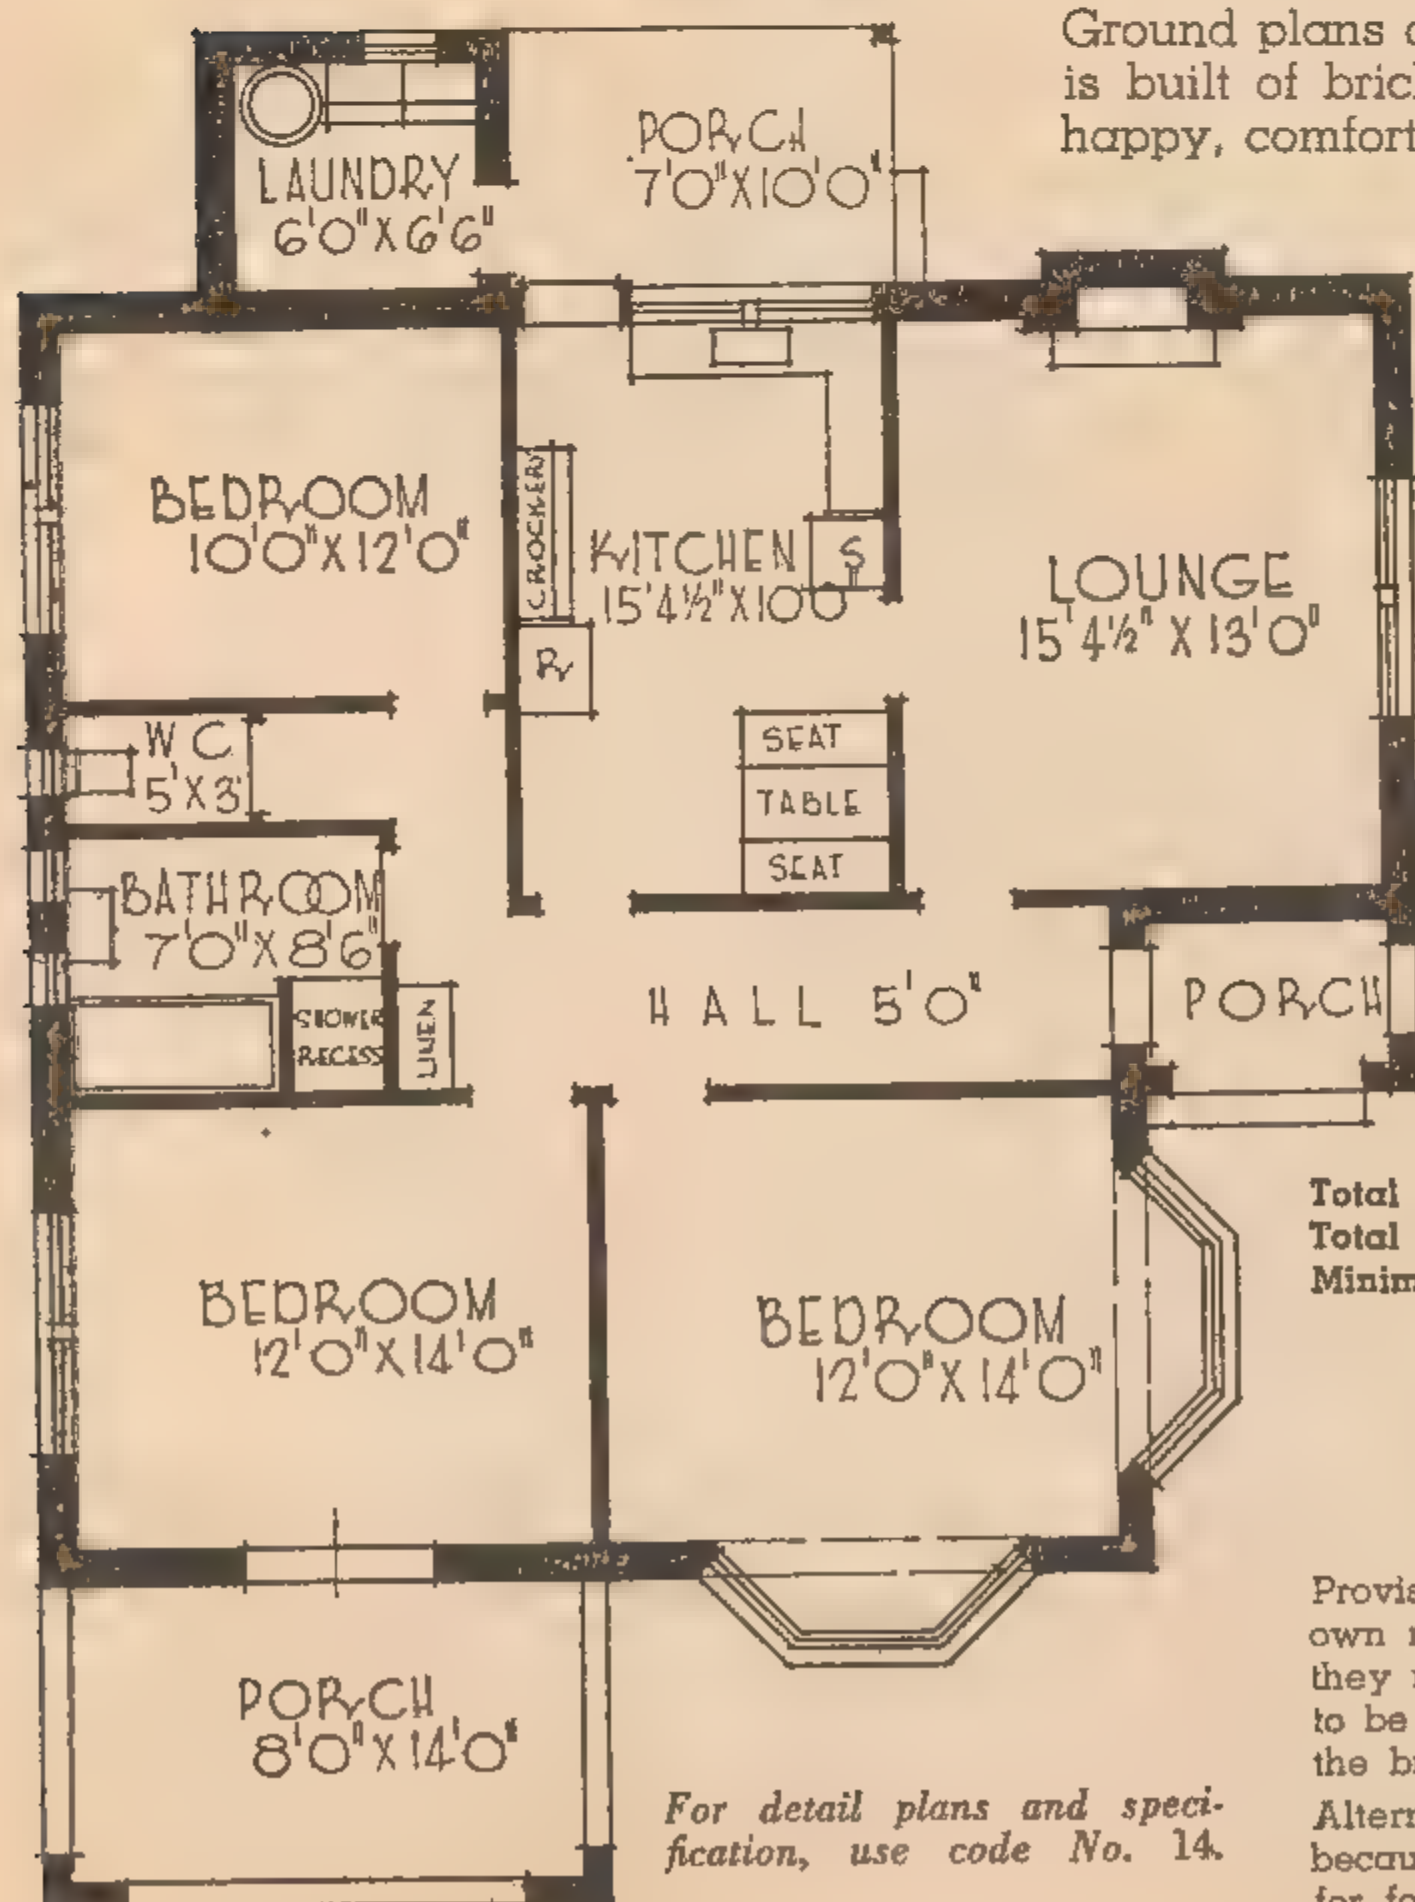 Ground plans
is built of
happy,
PORCH
7'0"X10'0"
LAUNDRY
6'0"X6'6"
BEDROOM
10'0"X12'0"
CROCKERY
KITCHEN
15'4½"X10'0"
S
R
LOUNGE
15'4½" X 13'0"
SEAT
TABLE
SEAT
W C
5'X3'
BATHROOM
7'0"X8'6"
SHOWER
RECESS
LINEN
HALL 5'0"
PORCH
Total
Total
BEDROOM
12'0"X14'0"
BEDROOM
12'0"X14'0"
PORCH
8'0"X14'0"
own
they
to be
the
For detail plans and speci-
fication, use code No. 14.